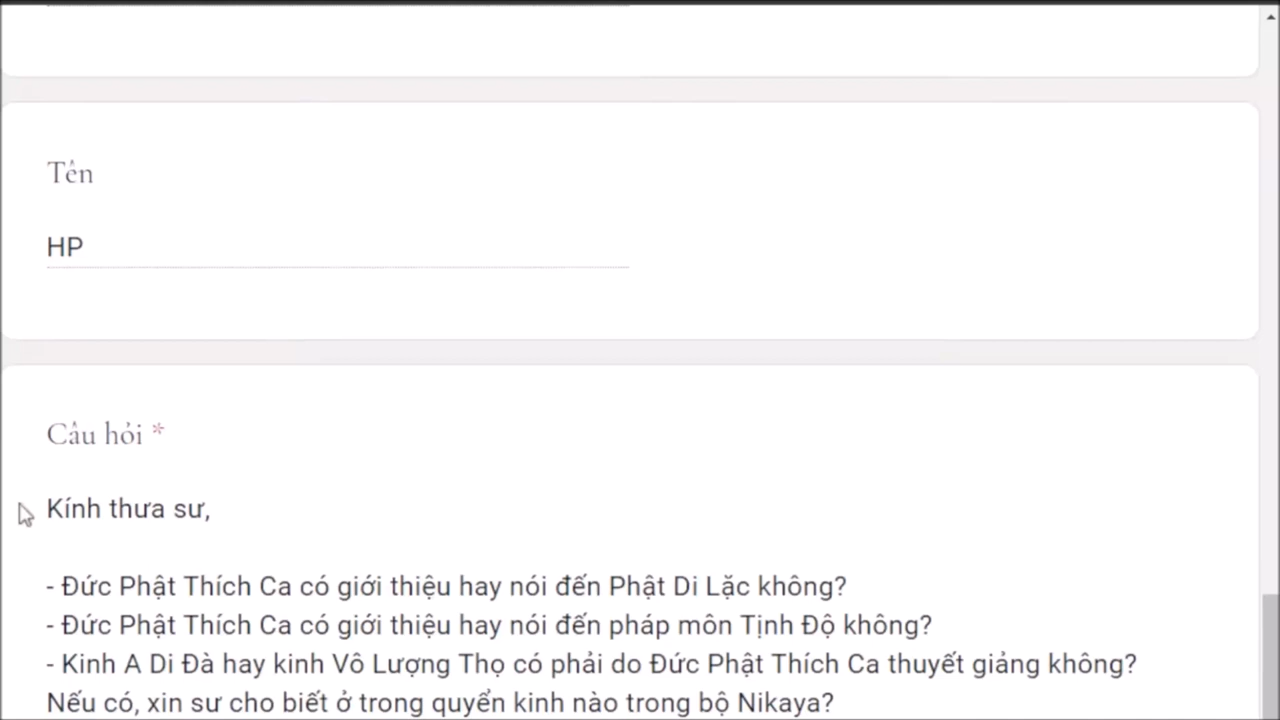 Tên
HP
Câu hỏi *
Kính thưa sư,
- Đức Phật Thích Ca có giới thiệu hay nói đến Phật Di Lặc không?
- Đức Phật Thích Ca có giới thiệu hay nói đến pháp môn Tịnh Độ không?
- Kinh A Di Đà hay kinh Vô Lượng Thọ có phải do Đức Phật Thích Ca thuyết giảng không?
Nếu có, xin sư cho biết ở trong quyển kinh nào trong bộ Nikaya?